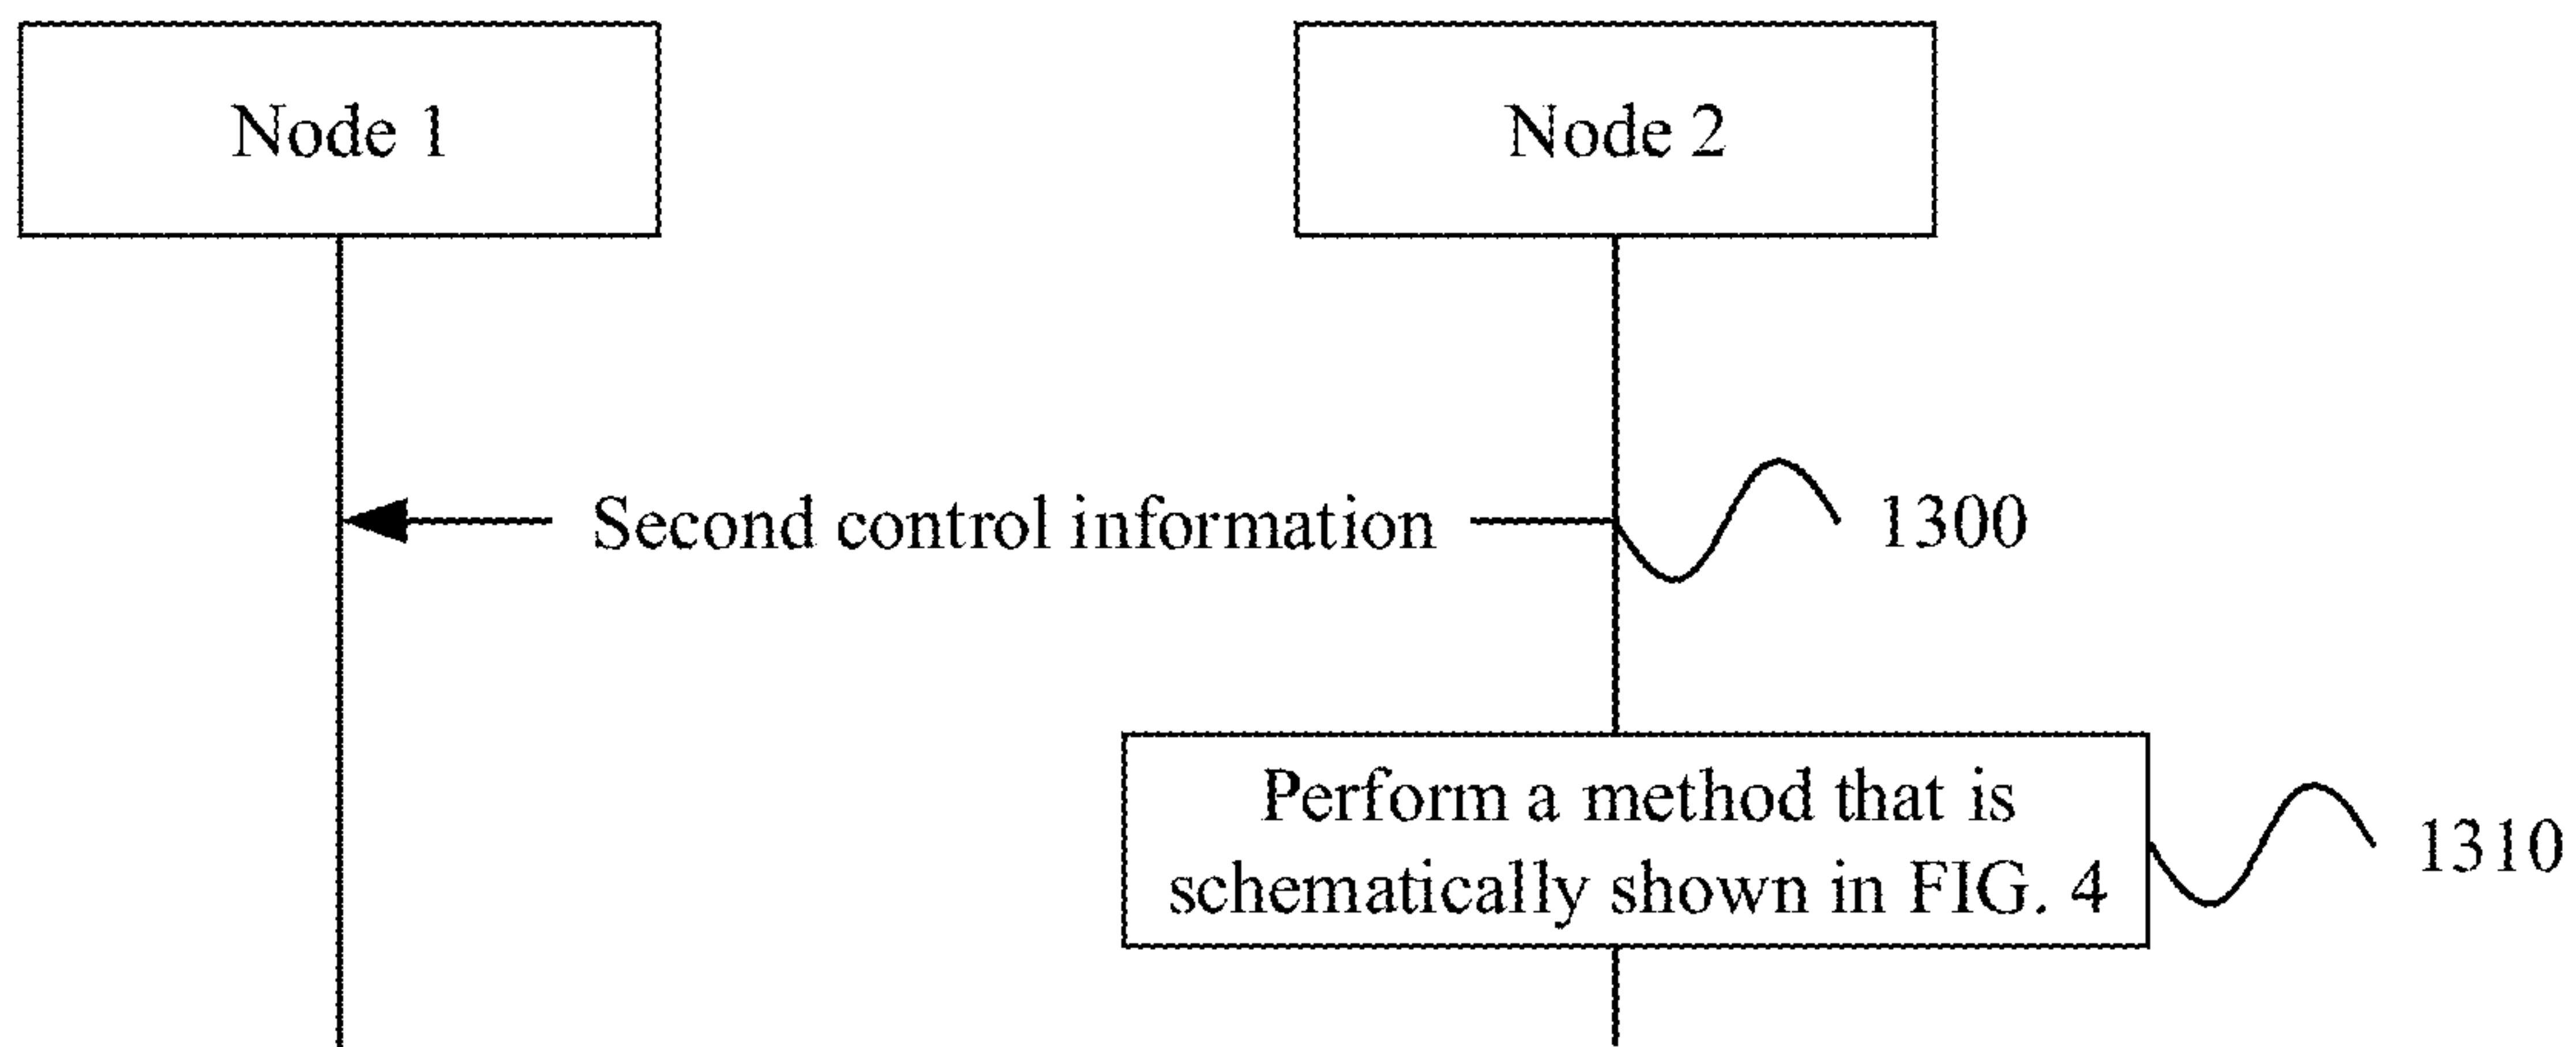 Node 1
Node 2
Second control information
1300
Perform a method that is
schematically shown in FIG. 4
1310